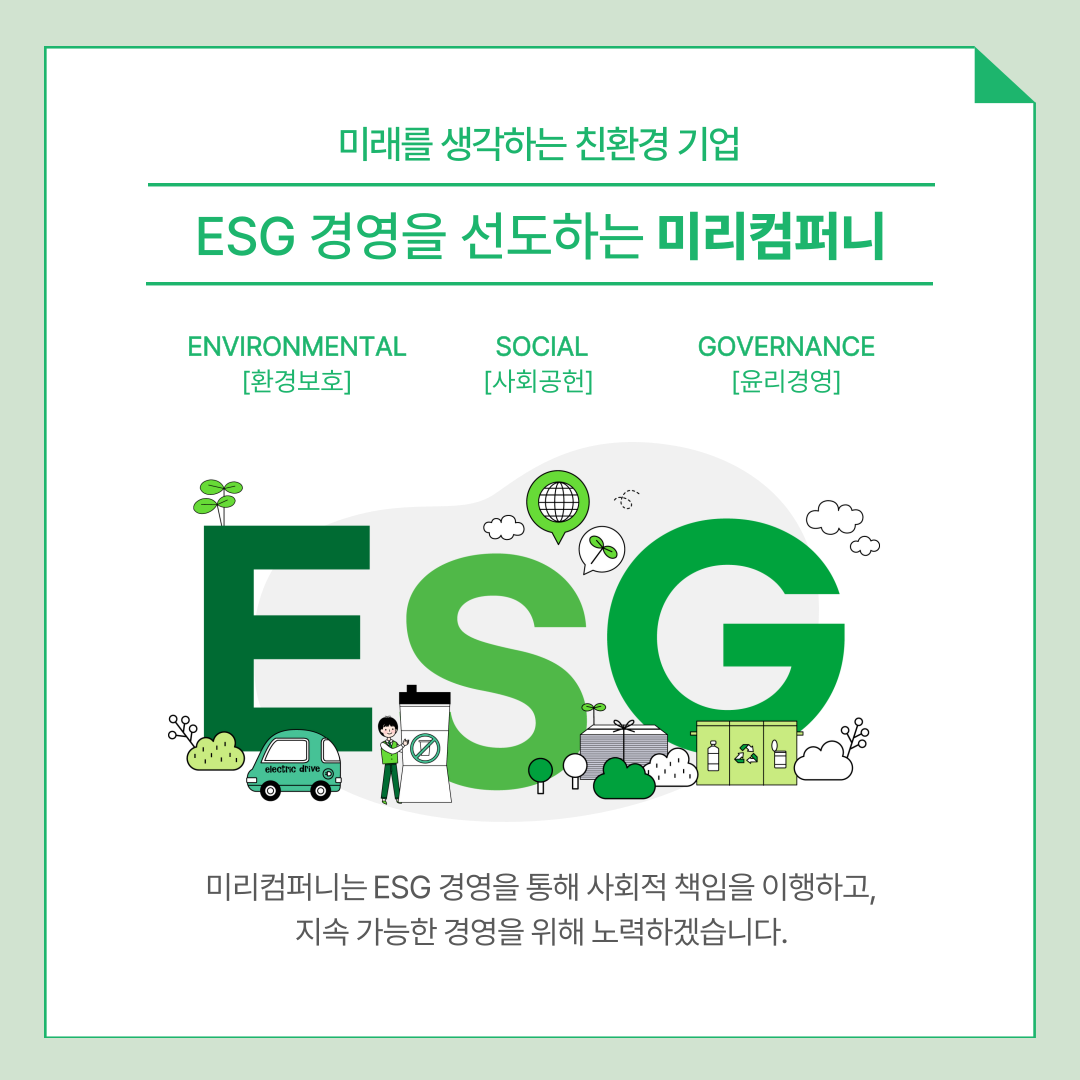 미래를 생각하는 친환경 기업
ESG 경영을 선도하는 미리컴퍼니
ENVIRONMENTAL
[환경보호]
SOCIAL
[사회공헌]
GOVERNANCE
[윤리경영]
ESG
electric drive
미리컴퍼니는 ESG 경영을 통해 사회적 책임을 이행하고,
지속 가능한 경영을 위해 노력하겠습니다.